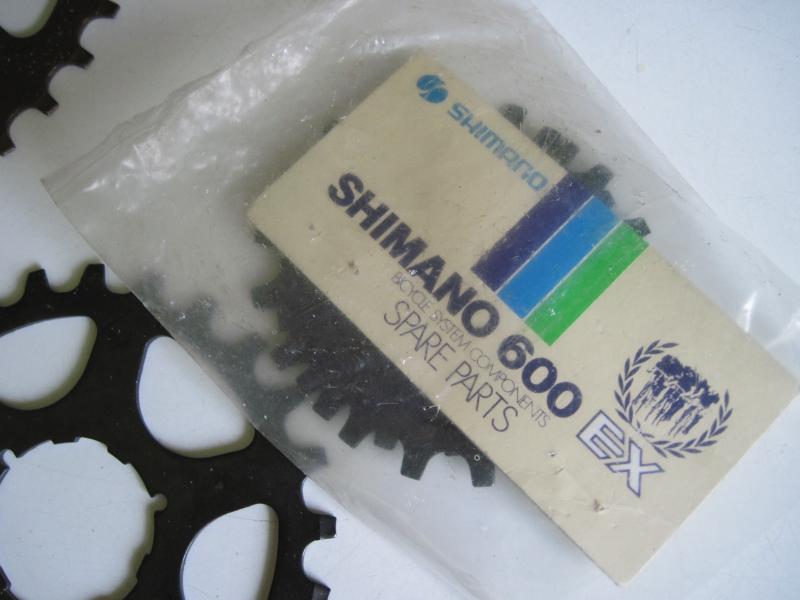 SHIMANO
SHIMANO 600
BICYCLE SYSTEM COMPONENTS
SPARE PARTS
EX